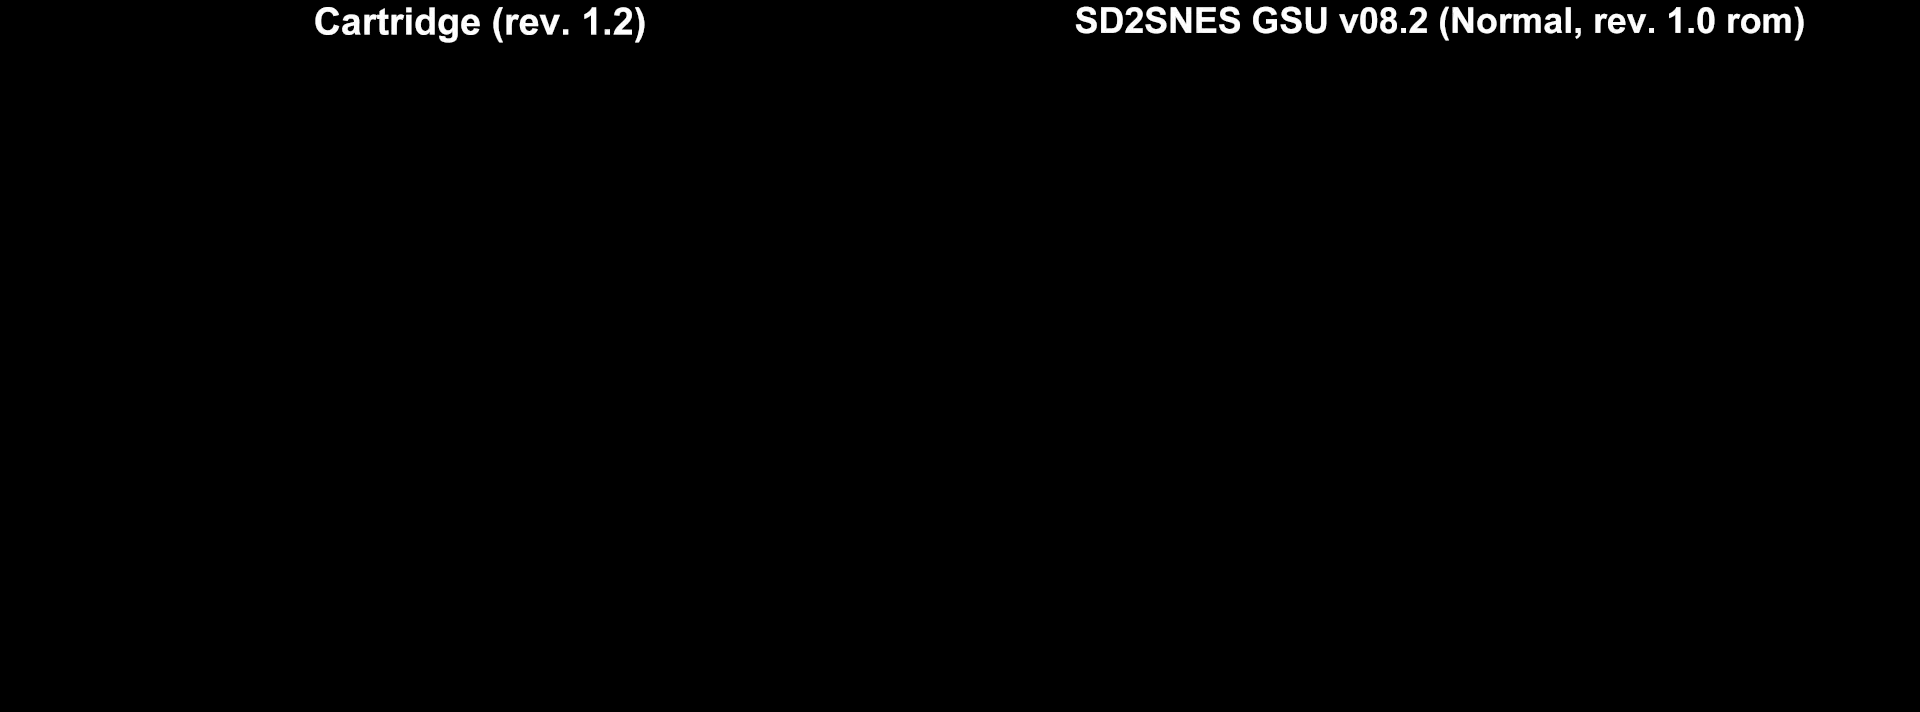 Cartridge (rev. 1.2)
SD2SNES GSU v08.2 (Normal, rev. 1.0 rom)